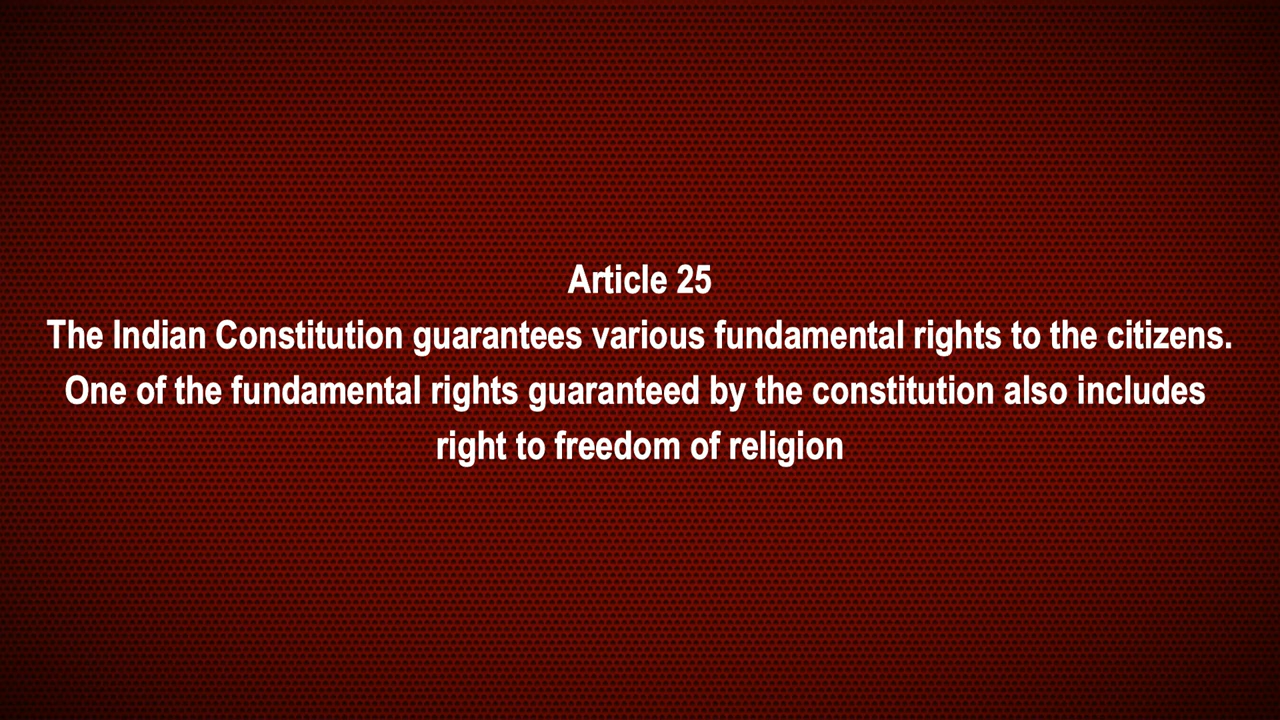 Article 25
The Indian Constitution guarantees various fundamental rights to the citizens.
One of the fundamental rights guaranteed by the constitution also includes
right to freedom of religion